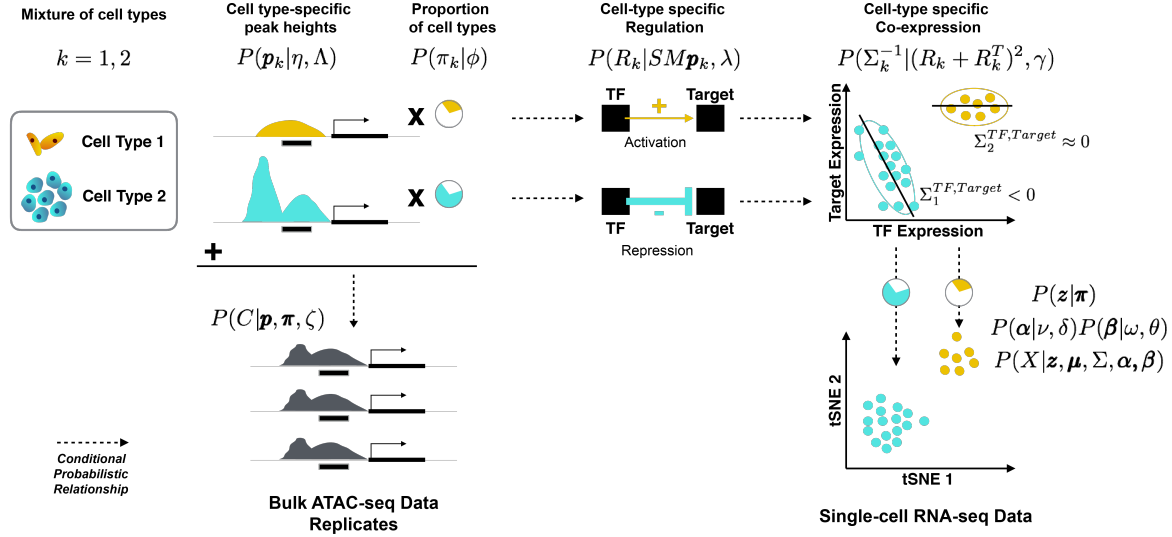 Mixture of cell types
k = 1, 2
Cell Type 1
Cell Type 2
Cell type-specific
peak heights
P(p_k|η, Λ)
Proportion
of cell types
P(π_k|ϕ)
X
X
+
P(C|p, π, ζ)
Bulk ATAC-seq Data
Replicates
Conditional
Probabilistic
Relationship
Cell-type specific
Regulation
P(R_k|SMp_k, λ)
TF
Target
+
Activation
-
TF
Target
Repression
Cell-type specific
Co-expression
P(Σ_k^{-1}|(R_k + R_k^T)^2, γ)
Target Expression
Σ_2^{TF,Target} ≈ 0
Σ_1^{TF,Target} < 0
TF Expression
P(z|π)
P(α|ν, δ)P(β|ω, θ)
P(X|z, μ, Σ, α, β)
tSNE 2
tSNE 1
Single-cell RNA-seq Data